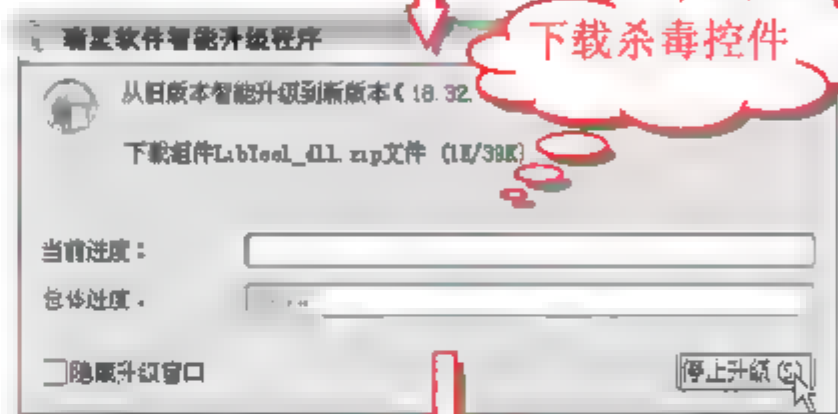 瑞星软件智能升级程序
下载杀毒控件
从旧版本智能升级到新版本(18.32.
下载组件LibTool_dll.zip文件 (1K/39K)
当前进度：
总体进度：
隐藏升级窗口
停止升级(S)